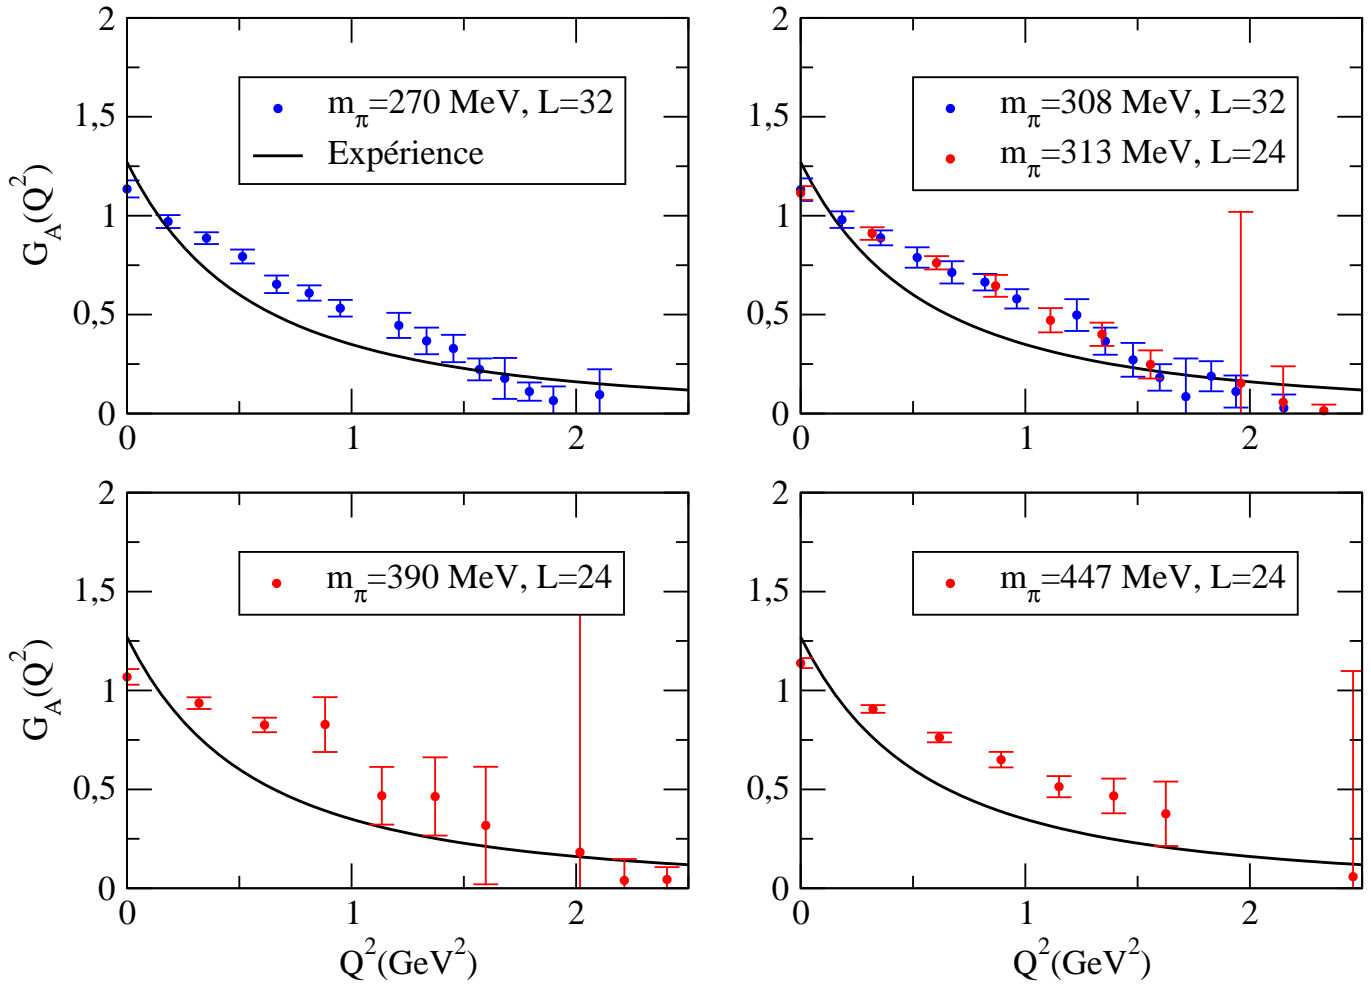 2
1,5
1
0,5
0
0 1 2
G_A(Q^2)
m_π=270 MeV, L=32
Expérience
2
1,5
1
0,5
0
0 1 2
m_π=308 MeV, L=32
m_π=313 MeV, L=24
2
1,5
1
0,5
0
0 1 2
G_A(Q^2)
Q^2(GeV^2)
m_π=390 MeV, L=24
2
1,5
1
0,5
0
0 1 2
Q^2(GeV^2)
m_π=447 MeV, L=24